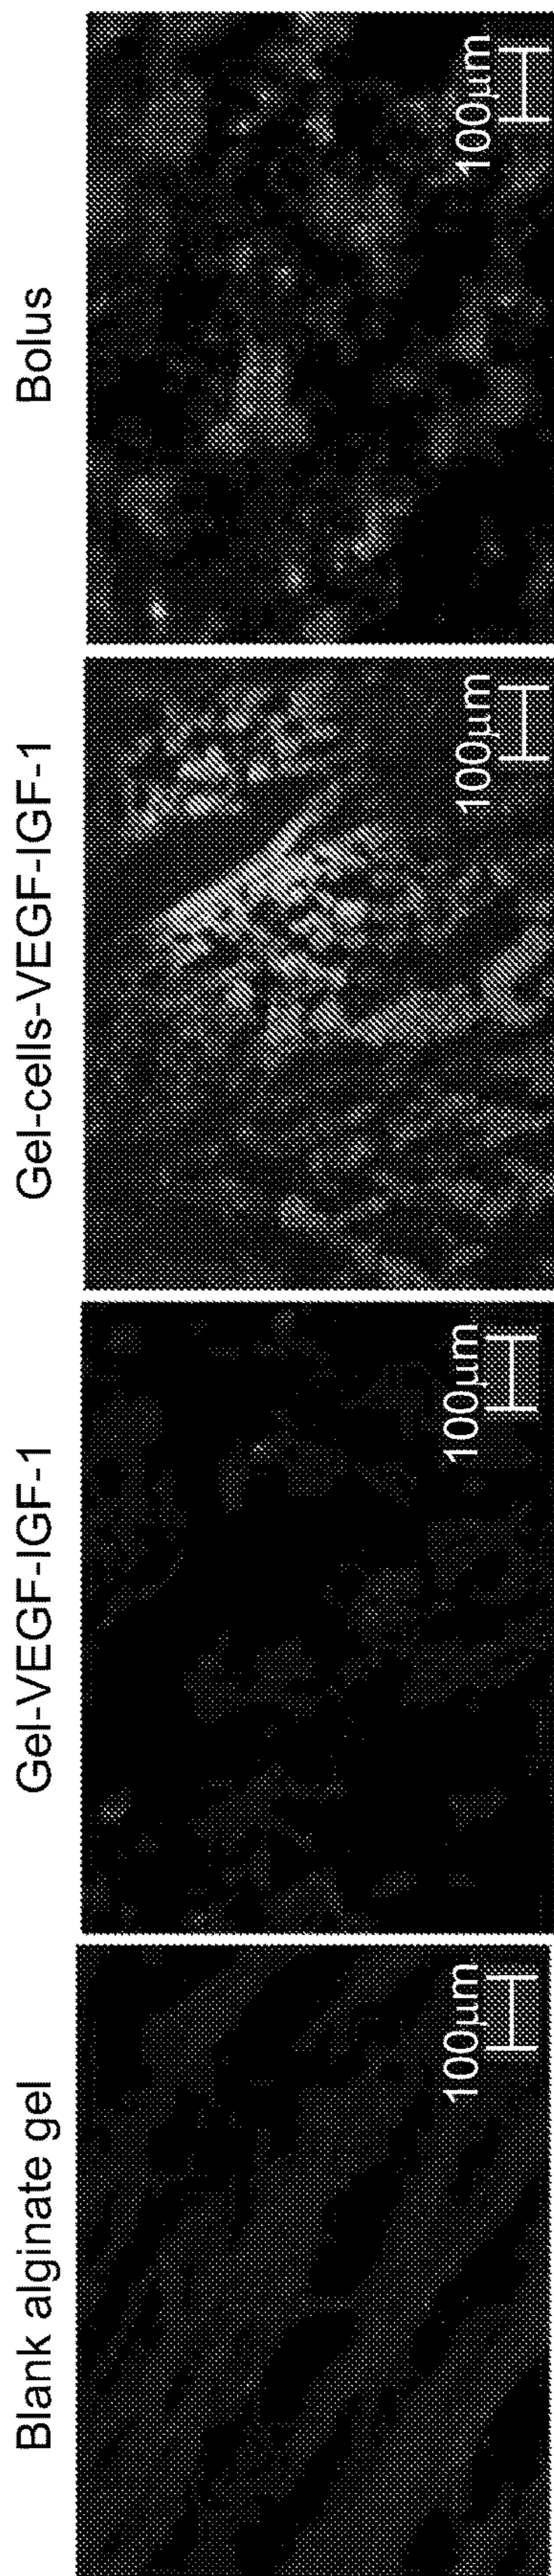 Blank alginate gel
100μm
Gel-VEGF-IGF-1
100μm
Gel-cells-VEGF-IGF-1
100μm
Bolus
100μm